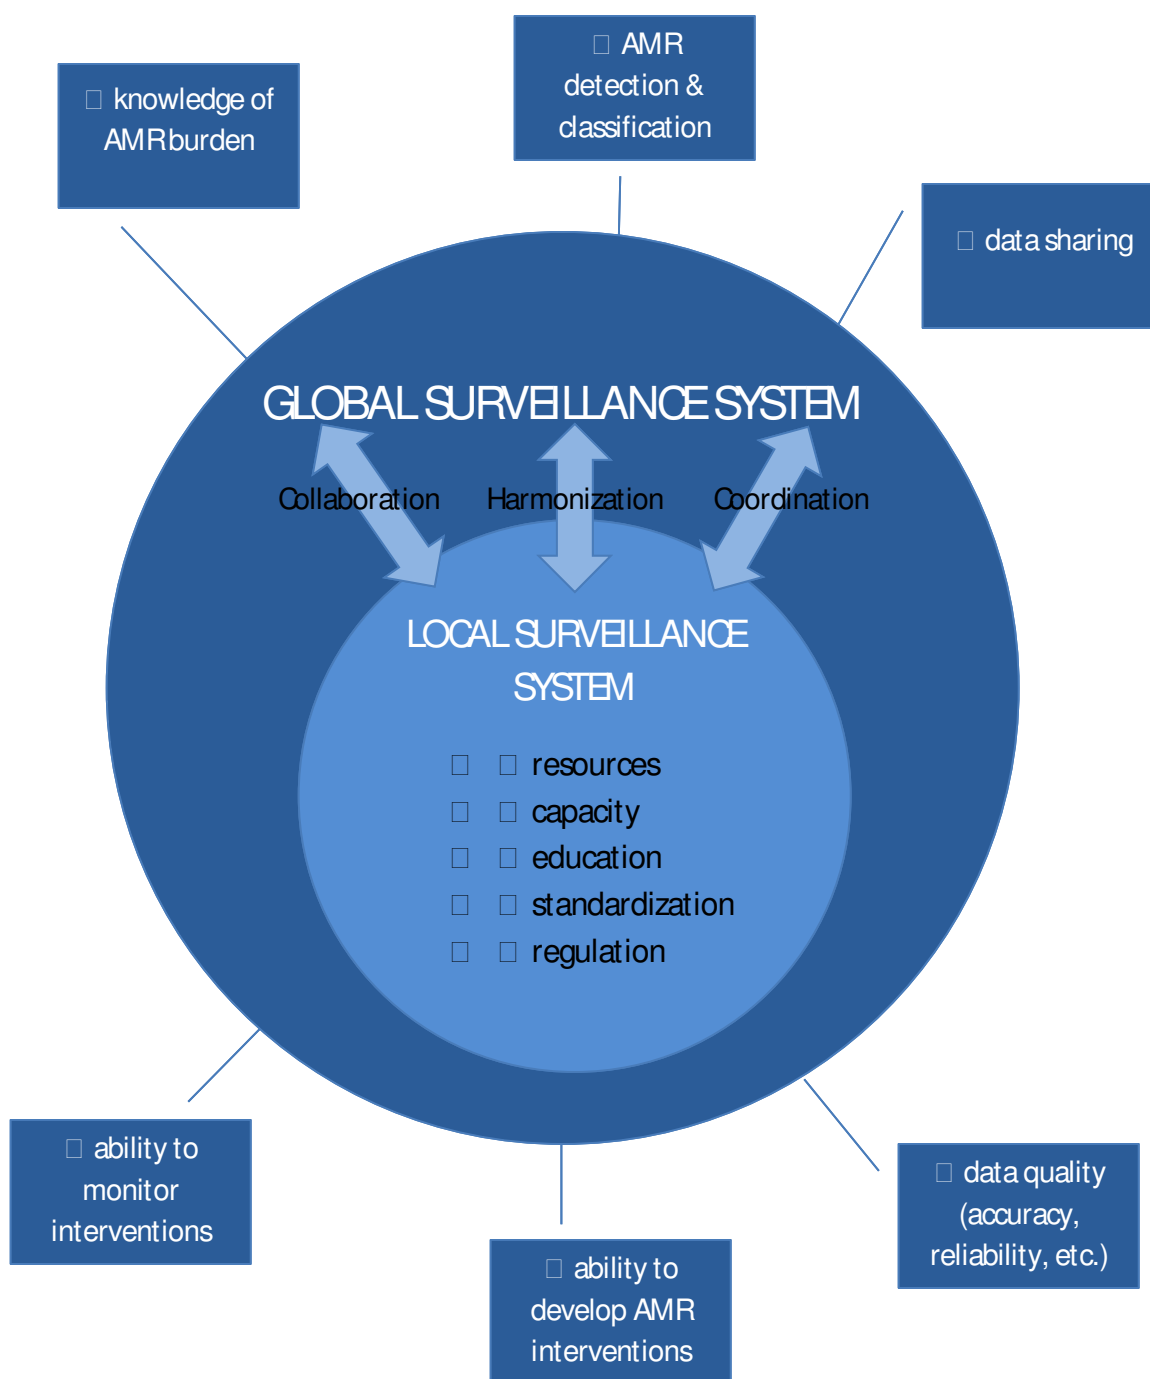 □ AMR
detection &
classification
□ knowledge of
AMR burden
□ data sharing
GLOBAL SURVEILLANCE SYSTEM
Collaboration
Harmonization
Coordination
LOCAL SURVEILLANCE
SYSTEM
□ □ resources
□ □ capacity
□ □ education
□ □ standardization
□ □ regulation
□ ability to
monitor
interventions
□ ability to
develop AMR
interventions
□ data quality
(accuracy,
reliability, etc.)